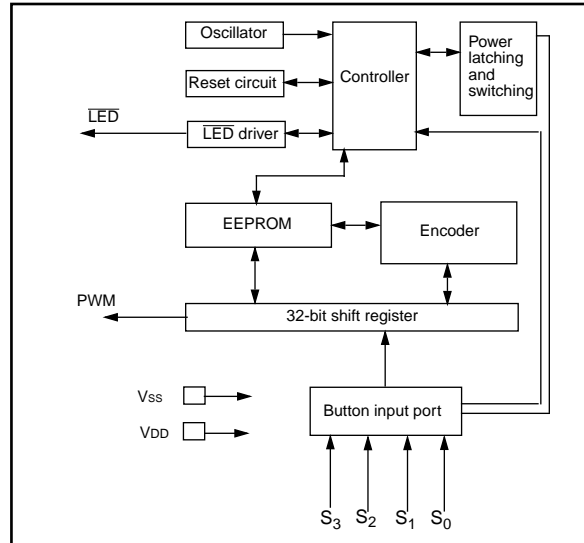 Oscillator
Controller
Power
latching
and
switching
Reset circuit
LED
LED driver
EEPROM
Encoder
PWM
32-bit shift register
VSS
Button input port
VDD
S3 S2 S1 S0